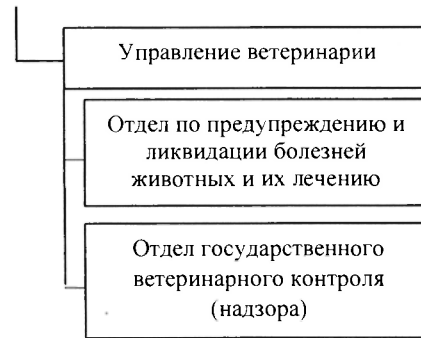 Управление ветеринарии
Отдел по предупреждению и
ликвидации болезней
животных и их лечению
Отдел государственного
ветеринарного контроля
(надзора)